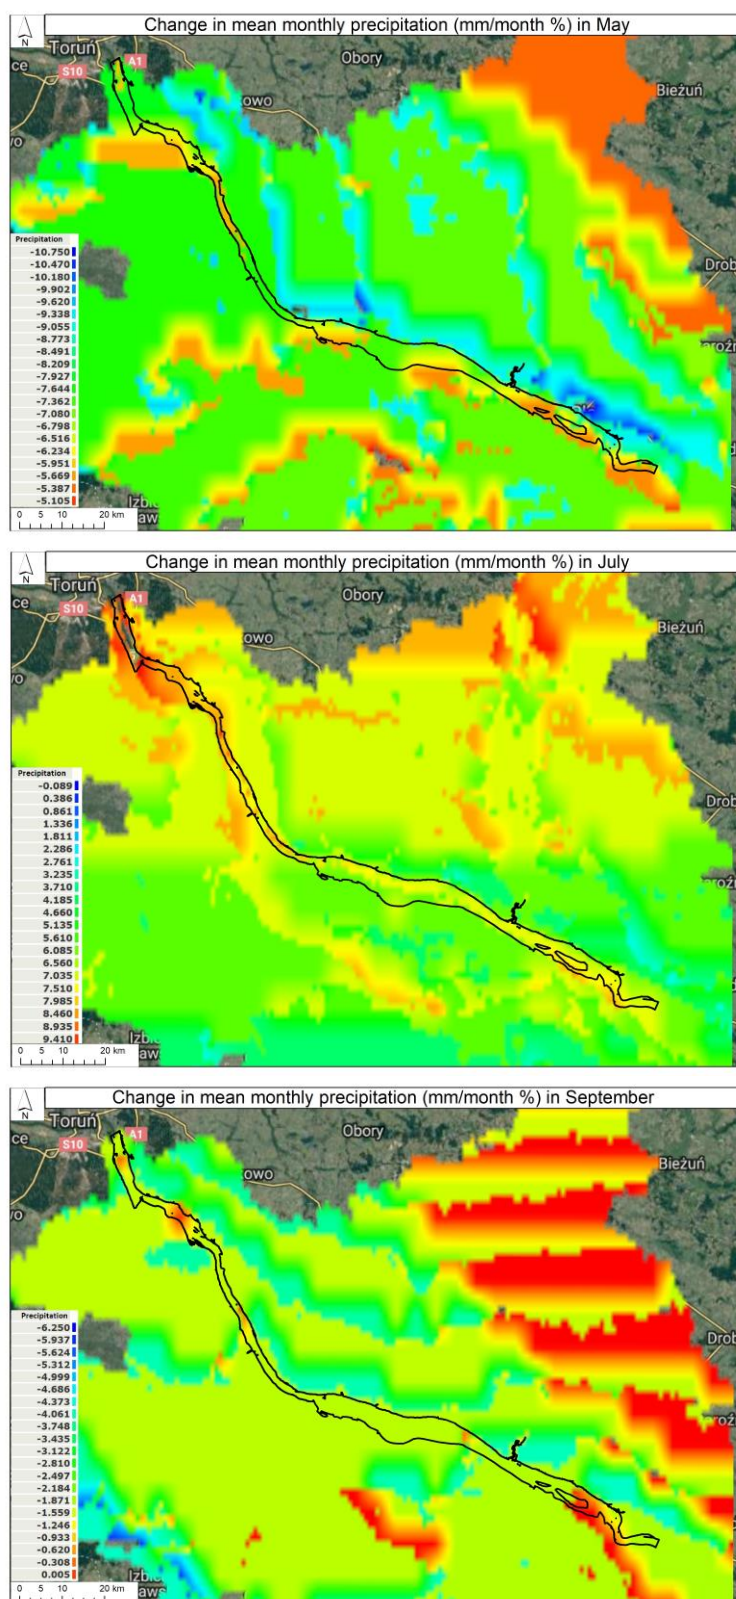 Change in mean monthly precipitation (mm/month %) in May
N
Toruń
A1
S10
ce
Obory
owo
Bieżuń
wo
Drob
Precipitation
-10.750
-10.470
-10.180
-9.902
-9.620
-9.338
-9.055
-8.773
-8.491
-8.209
-7.927
-7.644
-7.362
-7.080
-6.798
-6.516
-6.234
-5.951
-5.669
-5.387
-5.105
0 5 10 20 km
Izbi
aws
Change in mean monthly precipitation (mm/month %) in July
N
Toruń
A1
S10
ce
Obory
owo
Bieżuń
wo
Drob
Precipitation
-0.089
0.386
0.861
1.336
1.811
2.286
2.761
3.235
3.710
4.185
4.660
5.135
5.610
6.085
6.560
7.035
7.510
7.985
8.460
8.935
9.410
0 5 10 20 km
Change in mean monthly precipitation (mm/month %) in September
N
Toruń
A1
S10
ce
Obory
owo
Bieżuń
wo
Drob
Precipitation
-6.250
-5.937
-5.624
-5.312
-4.999
-4.686
-4.373
-4.061
-3.748
-3.435
-3.122
-2.810
-2.497
-2.184
-1.871
-1.559
-1.246
-0.933
-0.620
-0.308
0.005
0 5 10 20 km